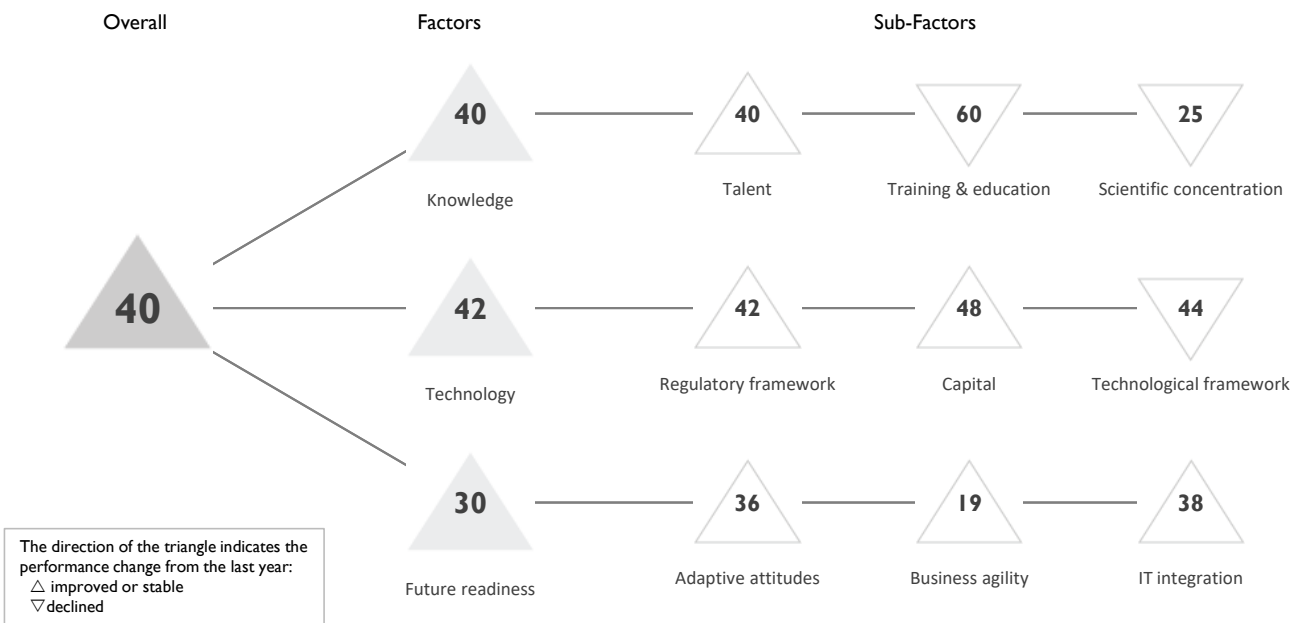 Overall Factors Sub-Factors
40 40 60 25
Knowledge Talent Training & education Scientific concentration
40
42 42 48 44
Technology Regulatory framework Capital Technological framework
30 36 19 38
Future readiness Adaptive attitudes Business agility IT integration
The direction of the triangle indicates the
performance change from the last year:
△ improved or stable
▽ declined